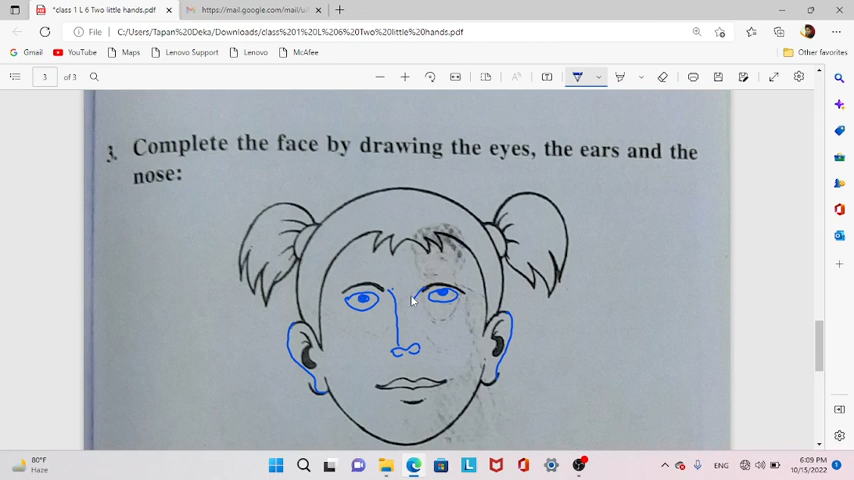 *class 1 L 6 Two little hands.pdf
https://mail.google.com/mail/u/
File
C:/Users/Tapan%20Deka/Downloads/class%201%20L%206%20Two%20little%20hands.pdf
Gmail
YouTube
Maps
Lenovo Support
Lenovo
McAfee
Other favorites
3
of 3
3. Complete the face by drawing the eyes, the ears and the
nose:
80°F
Haze
ENG
6:09 PM
10/15/2022